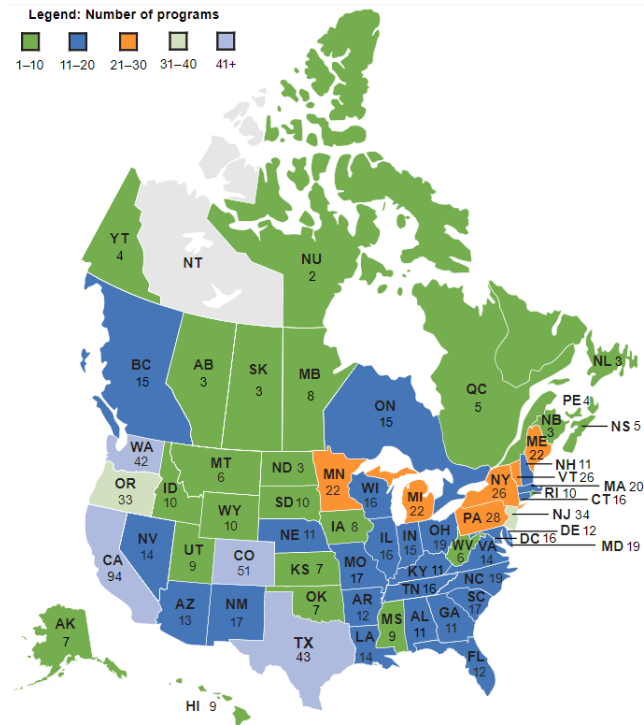 Legend: Number of programs
1–10 11–20 21–30 31–40 41+
YT
4
NT
NU
2
BC
15
AB
3
SK
3
MB
8
ON
15
QC
5
NL 3
PE 4
NB
3
NS 5
ME
22
NH 11
VT 26
MA 20
RI 10
CT 16
NJ 34
DE 12
DC 16
MD 19
WA
42
OR
33
ID
10
MT
6
ND 3
SD 10
MN
22
WI
16
MI
22
NY
26
PA 28
WY
10
NE 11
IA 8
IL
16
IN
15
OH
19
WV
6
VA
14
CA
94
NV
14
UT
9
CO
51
KS 7
MO
17
KY 11
NC 19
TN 16
SC
17
AZ
13
NM
17
OK
7
AR
12
MS
9
AL
11
GA
11
TX
43
LA
14
FL
12
AK
7
HI 9